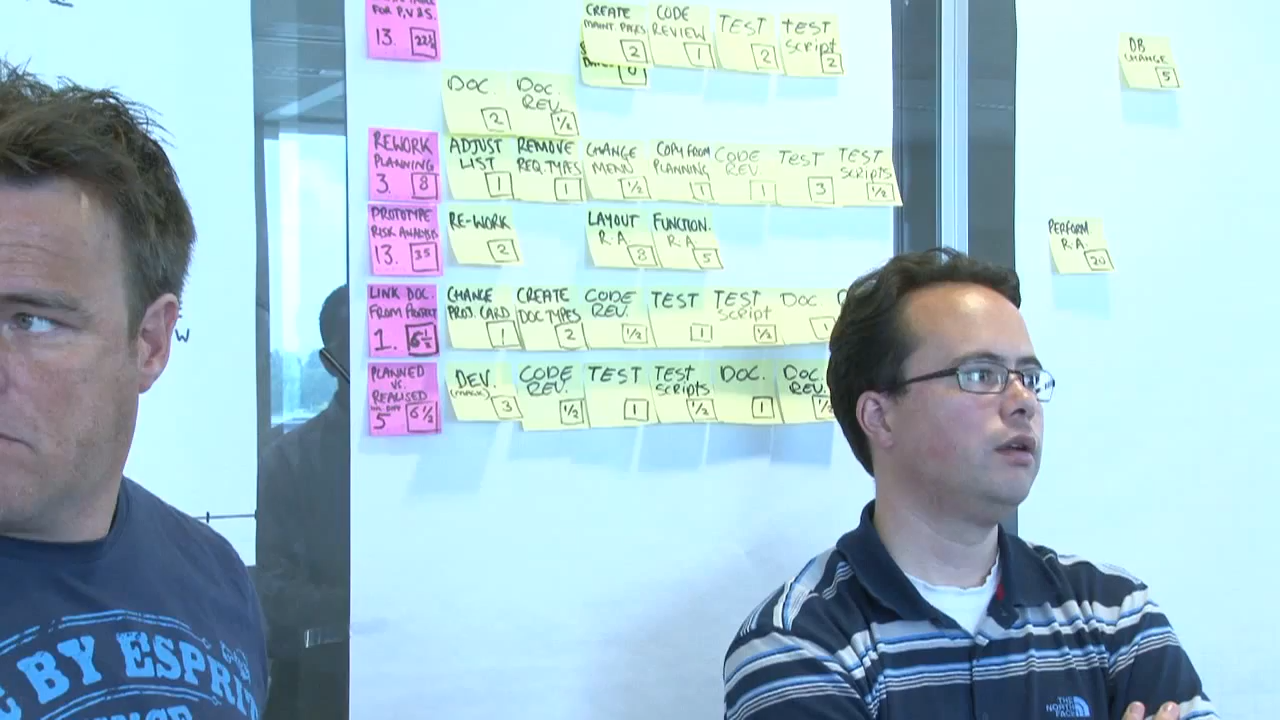 FOR P,V&S.
13. 22½
CREATE
MAINT. PAGES
2
CODE
REVIEW
1
TEST
2
TEST
script
2
0
DOC.
2
DOC.
REV.
½
REWORK
PLANNING
3. 8
ADJUST
LIST
1
REMOVE
REQ. TYPES
1
CHANGE
MENU
½
COPY FROM
PLANNING
1
CODE
REV.
1
TEST
3
TEST
SCRIPTS
½
PROTOTYPE
RISK ANALYSIS
13. 35
RE-WORK
2
LAYOUT
R.A
8
FUNCTION.
R.A
5
LINK DOC.
FROM PROJECT
1. 6½
CHANGE
PROJ. CARD
1
CREATE
DOC TYPES
2
CODE
REV.
½
TEST
1
TEST
SCRIPT
½
DOC
1
PLANNED
VS.
REALISED
5 6½
DEV.
3
CODE
REV.
½
TEST
1
TEST
SCRIPTS
½
DOC.
1
DOC.
REV.
½
DB
CHANGE
5
PERFORM
R.A.
20
W
BY ESPRIT
THE
NORTH
FACE